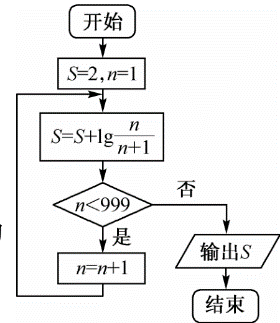 开始
S=2,n=1
S=S+lg n/(n+1)
n<999
否
是
n=n+1
输出S
结束